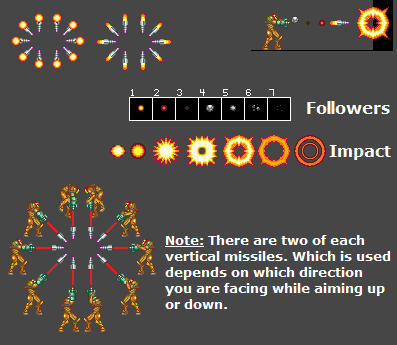 1 2 3 4 5 6 7
Followers
Impact
Note: There are two of each
vertical missiles. Which is used
depends on which direction
you are facing while aiming up
or down.